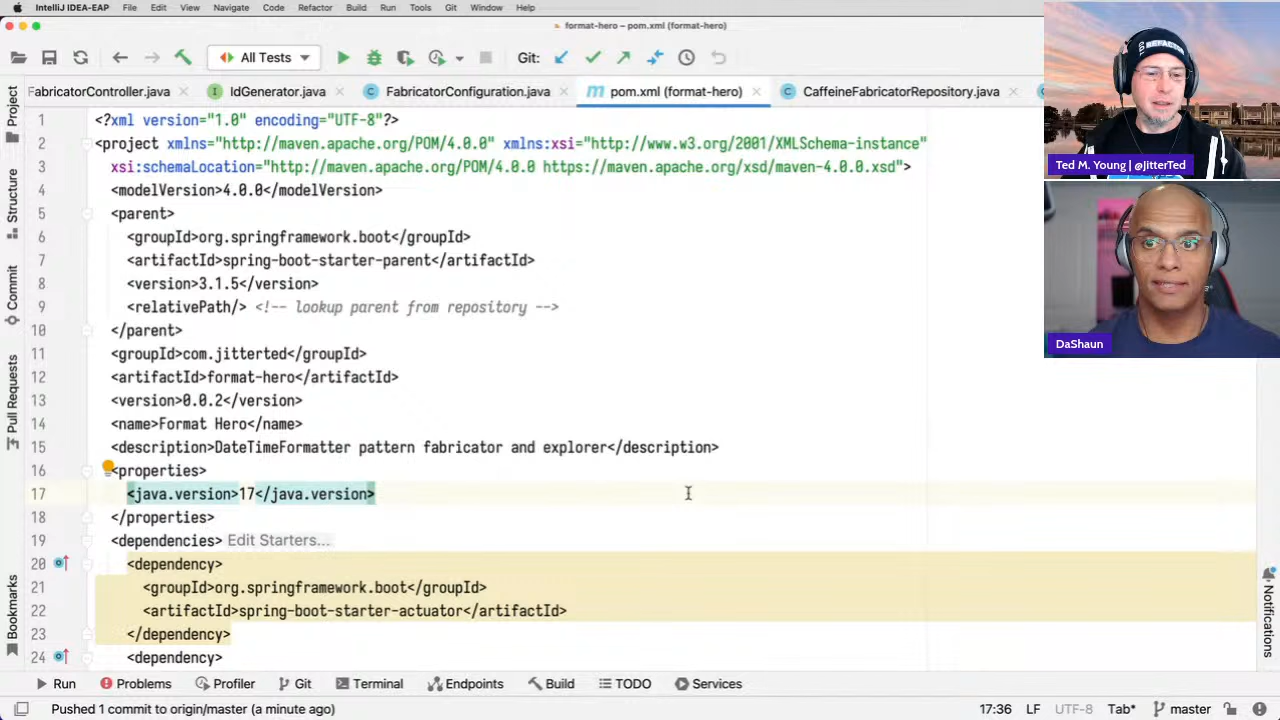 IntelliJ IDEA-EAP File Edit View Navigate Code Refactor Build Run Tools Git Window Help
format-hero – pom.xml (format-hero)
All Tests
Git:
FabricatorController.java IdGenerator.java FabricatorConfiguration.java pom.xml (format-hero) CaffeineFabricatorRepository.java
Project
Structure
Commit
Pull Requests
Bookmarks
1 <?xml version="1.0" encoding="UTF-8"?>
2 <project xmlns="http://maven.apache.org/POM/4.0.0" xmlns:xsi="http://www.w3.org/2001/XMLSchema-instance"
3 xsi:schemaLocation="http://maven.apache.org/POM/4.0.0 https://maven.apache.org/xsd/maven-4.0.0.xsd">
4 <modelVersion>4.0.0</modelVersion>
5 <parent>
6 <groupId>org.springframework.boot</groupId>
7 <artifactId>spring-boot-starter-parent</artifactId>
8 <version>3.1.5</version>
9 <relativePath/> <!-- lookup parent from repository -->
10 </parent>
11 <groupId>com.jitterted</groupId>
12 <artifactId>format-hero</artifactId>
13 <version>0.0.2</version>
14 <name>Format Hero</name>
15 <description>DateTimeFormatter pattern fabricator and explorer</description>
16 <properties>
17 <java.version>17</java.version>
18 </properties>
19 <dependencies> Edit Starters...
20 <dependency>
21 <groupId>org.springframework.boot</groupId>
22 <artifactId>spring-boot-starter-actuator</artifactId>
23 </dependency>
24 <dependency>
REFACTOR
Ted M. Young | @jitterTed
DaShaun
Notifications
Run Problems Profiler Git Terminal Endpoints Build TODO Services
Pushed 1 commit to origin/master (a minute ago) 17:36 LF UTF-8 Tab* master